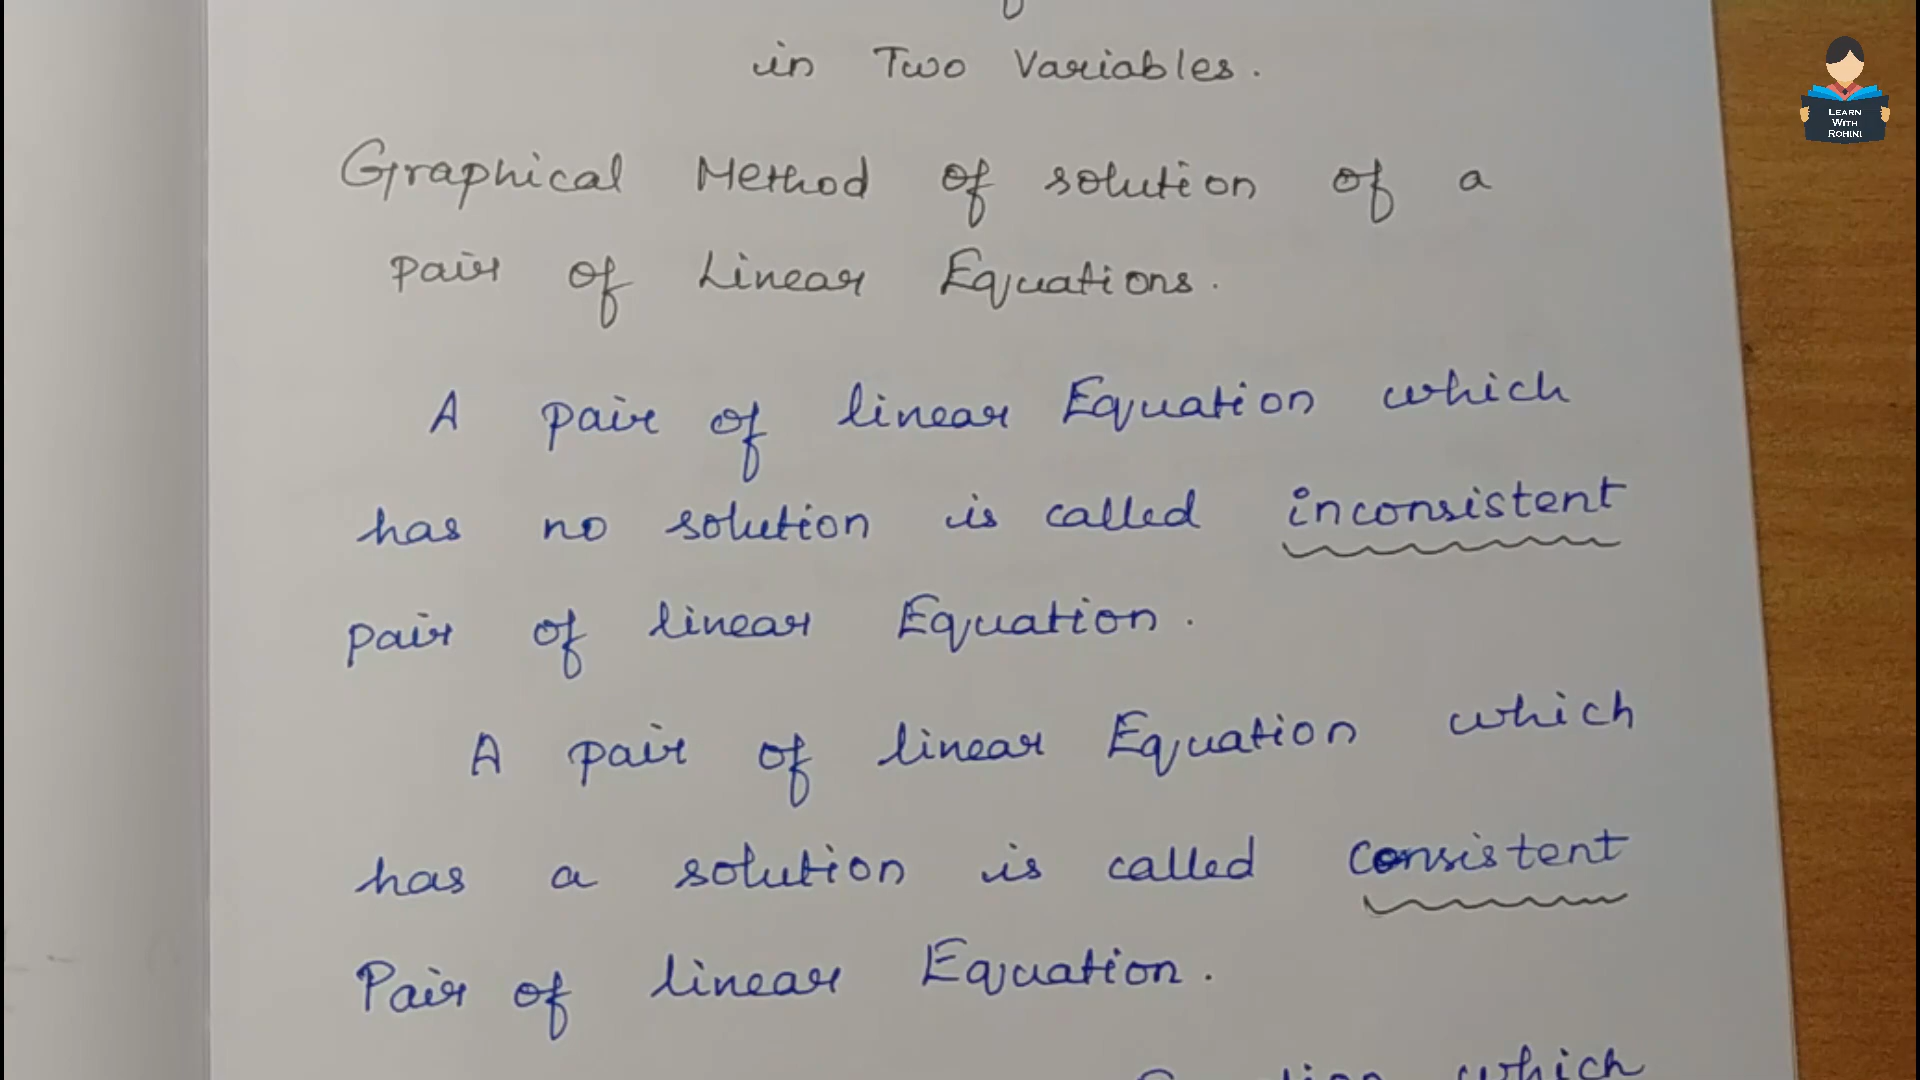 in Two Variables.
Graphical Method of solution of a
pair of Linear Equations.
A pair of linear Equation which
has no solution is called inconsistent
pair of linear Equation.
A pair of linear Equation which
has a solution is called consistent
Pair of linear Equation.
which
LEARN
WITH
ROHINI